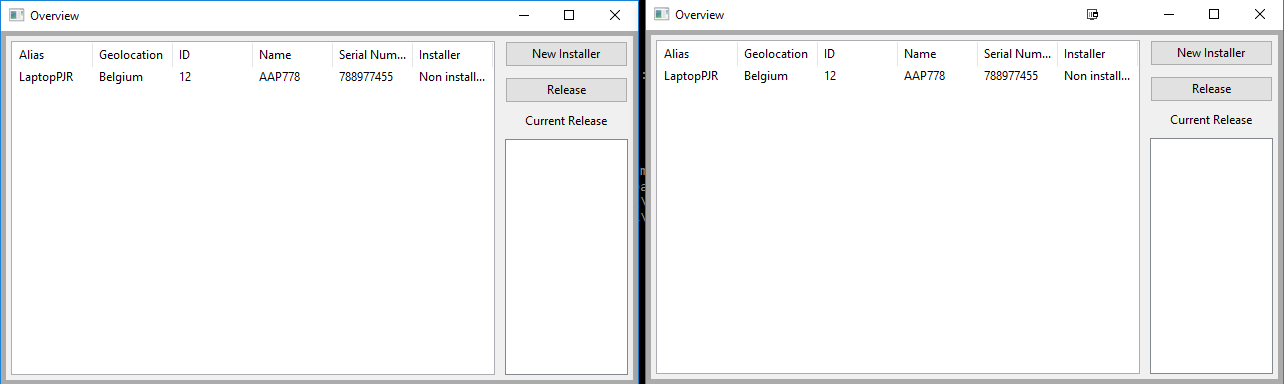 Overview
Alias Geolocation ID Name Serial Num... Installer
LaptopPJR Belgium 12 AAP778 788977455 Non install...
New Installer
Release
Current Release
Overview
Alias Geolocation ID Name Serial Num... Installer
LaptopPJR Belgium 12 AAP778 788977455 Non install...
New Installer
Release
Current Release